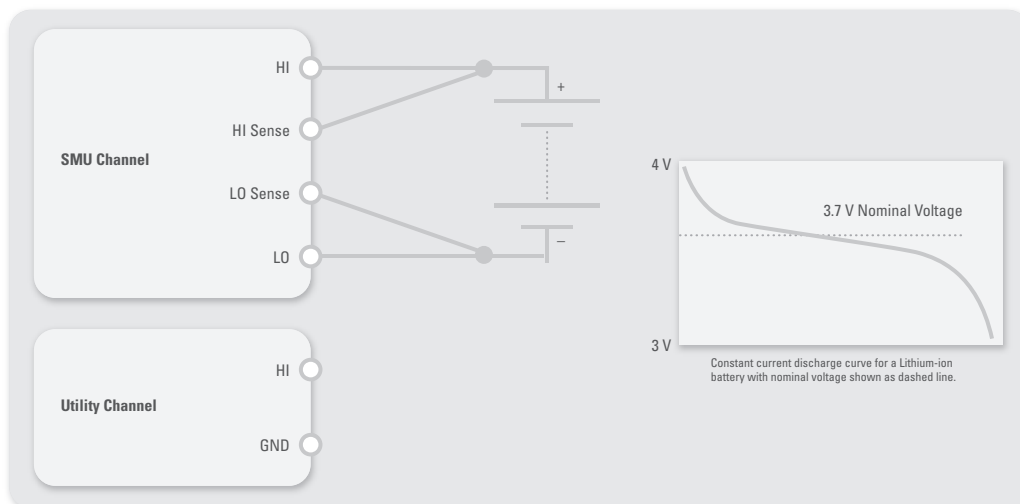 HI
HI Sense
SMU Channel
LO Sense
LO
+
–
HI
Utility Channel
GND
4 V
3.7 V Nominal Voltage
3 V
Constant current discharge curve for a Lithium-ion
battery with nominal voltage shown as dashed line.